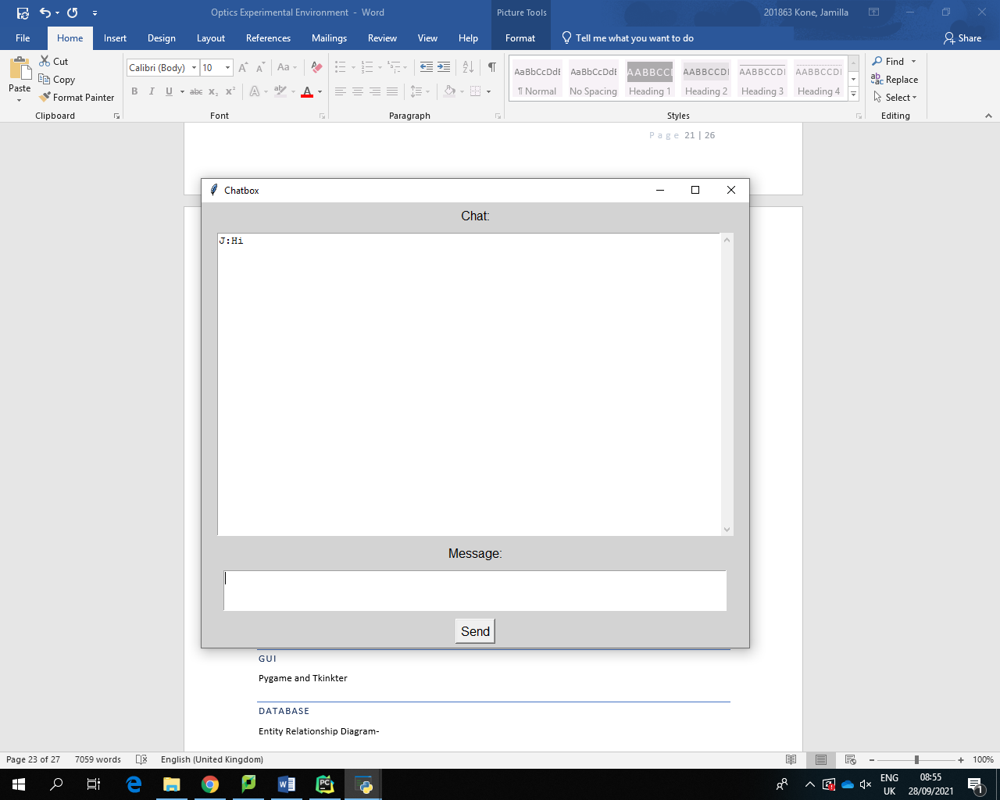 Optics Experimental Environment - Word
Picture Tools
201863 Kone, Jamilla
File Home Insert Design Layout References Mailings Review View Help Format Tell me what you want to do Share
Paste
Cut
Copy
Format Painter
Clipboard
Calibri (Body) 10
Font
Paragraph
AaBbCcDdE AaBbCcDdE AABBCCI AABBCCDI AABBCCDI AABBCCDI
¶ Normal No Spacing Heading 1 Heading 2 Heading 3 Heading 4
Styles
Find
Replace
Select
Editing
Page 21 | 26
Chatbox
Chat:
J:Hi
Message:
Send
GUI
Pygame and Tkinkter
DATABASE
Entity Relationship Diagram-
Page 23 of 27 7059 words English (United Kingdom) 100%
ENG
UK
08:55
28/09/2021
1